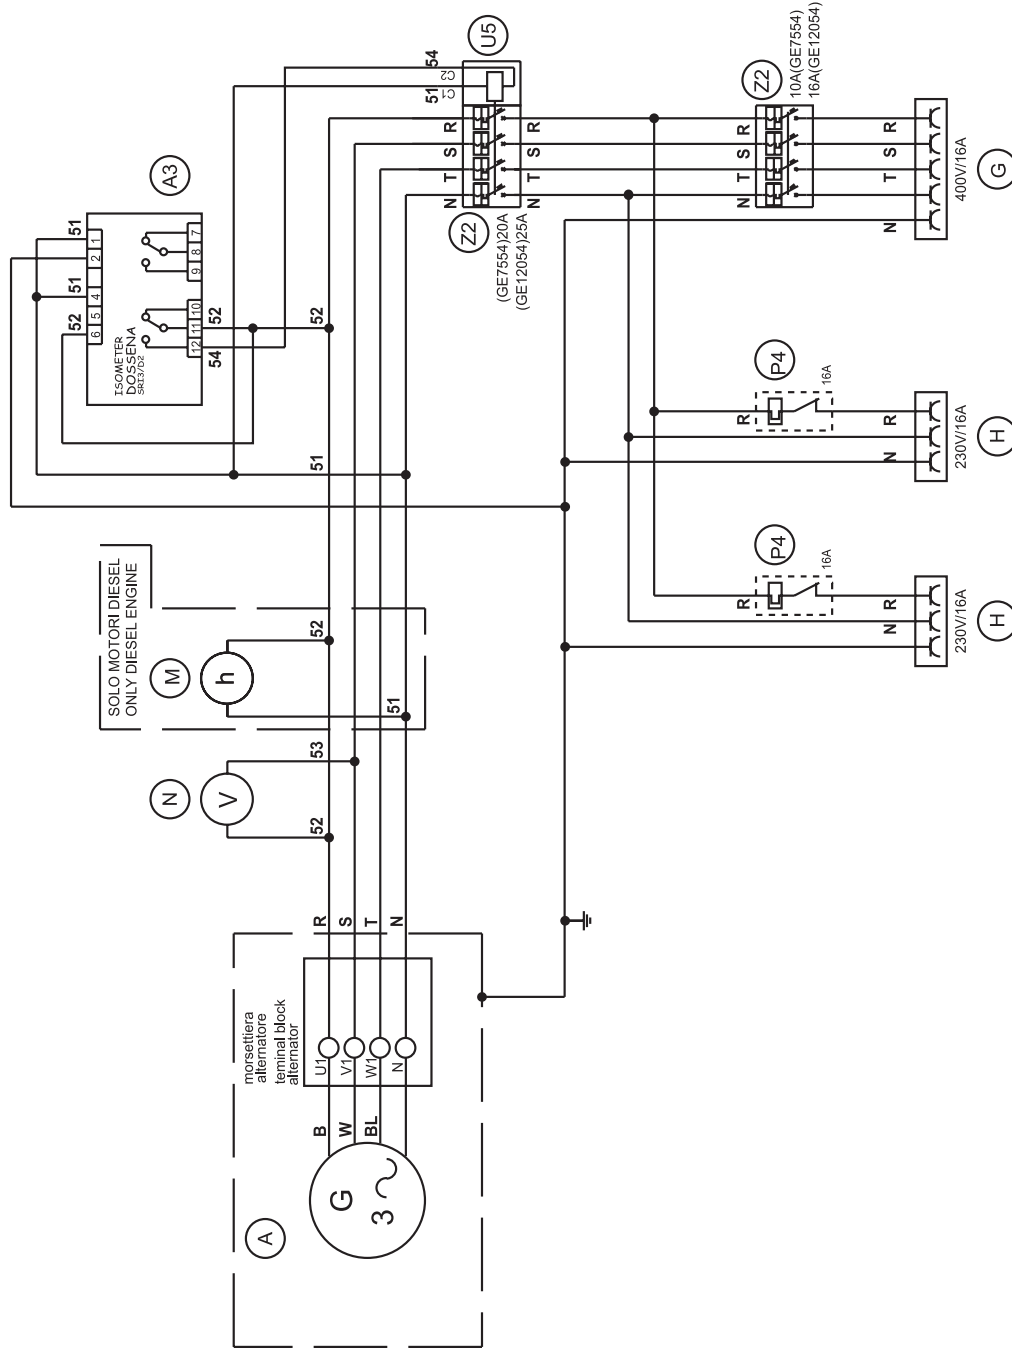 U5
54
C2
51
C1
R
S
T
N
R
S
T
N
Z2
(GE7554)20A
(GE12054)25A
Z2
10A(GE7554)
16A(GE12054)
R
S
T
N
R
S
T
N
400V/16A
G
A3
51
51
52
1
2
4
5
6
7
8
9
10
11
12
ISOMETER
DOSSENA
SRI3/D2
52
54
52
51
P4
16A
R
R
N
230V/16A
H
P4
16A
R
R
N
230V/16A
H
SOLO MOTORI DIESEL
ONLY DIESEL ENGINE
M
h
52
51
N
V
53
52
R
S
T
N
morsettiera
alternatore
teminal block
alternator
U1
V1
W1
N
B
W
BL
G
3
A